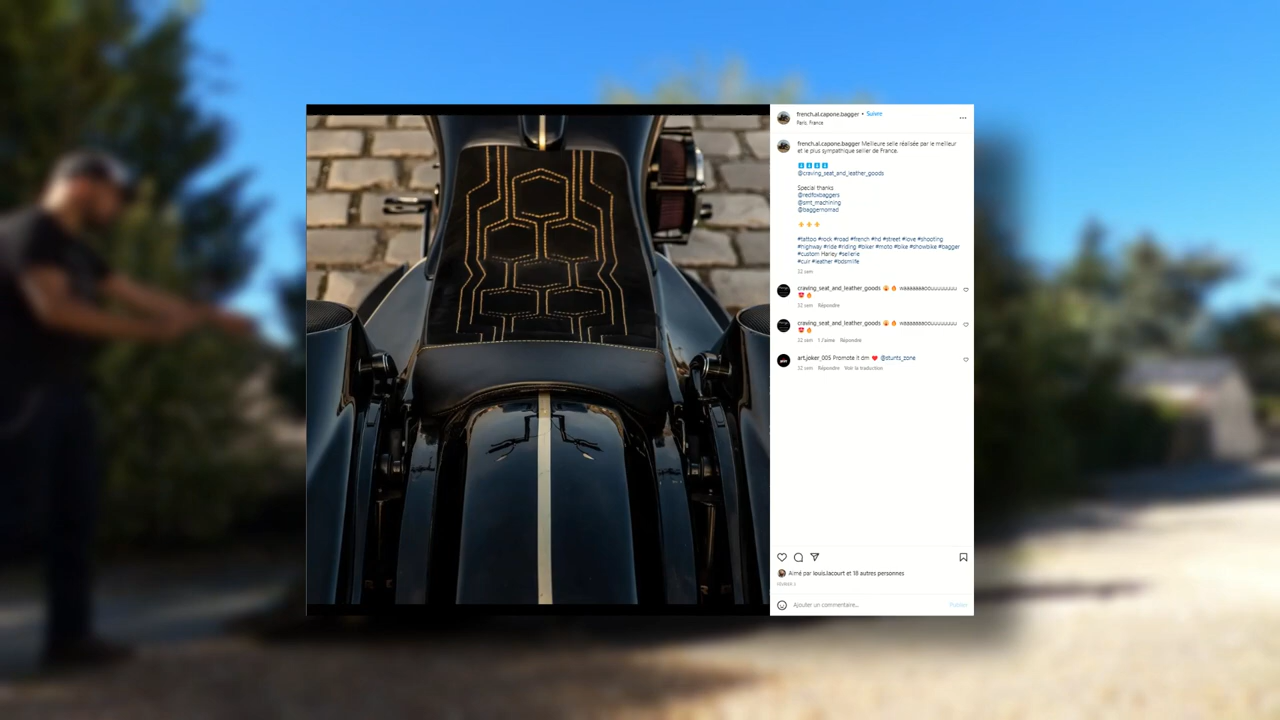 french.al.capone.bagger • Suivre
Paris, France
french.al.capone.bagger Meilleure selle réalisée par le meilleur
et le plus sympathique sellier de France.
@craving_seat_and_leather_goods
Special thanks
@redfoxbaggers
@smt_machining
@baggernomad
#tattoo #rock #road #french #hd #street #love #shooting
#highway #ride #riding #biker #moto #bike #showbike #bagger
#custom Harley #sellerie
#cuir #leather #bdsmlife
32 sem
craving_seat_and_leather_goods
32 sem Répondre
craving_seat_and_leather_goods
32 sem 1 J'aime Répondre
art.joker_005 Promote it dm @stunts_zone
32 sem Répondre Voir la traduction
Aimé par louis.lacourt et 18 autres personnes
Ajouter un commentaire...
Publier